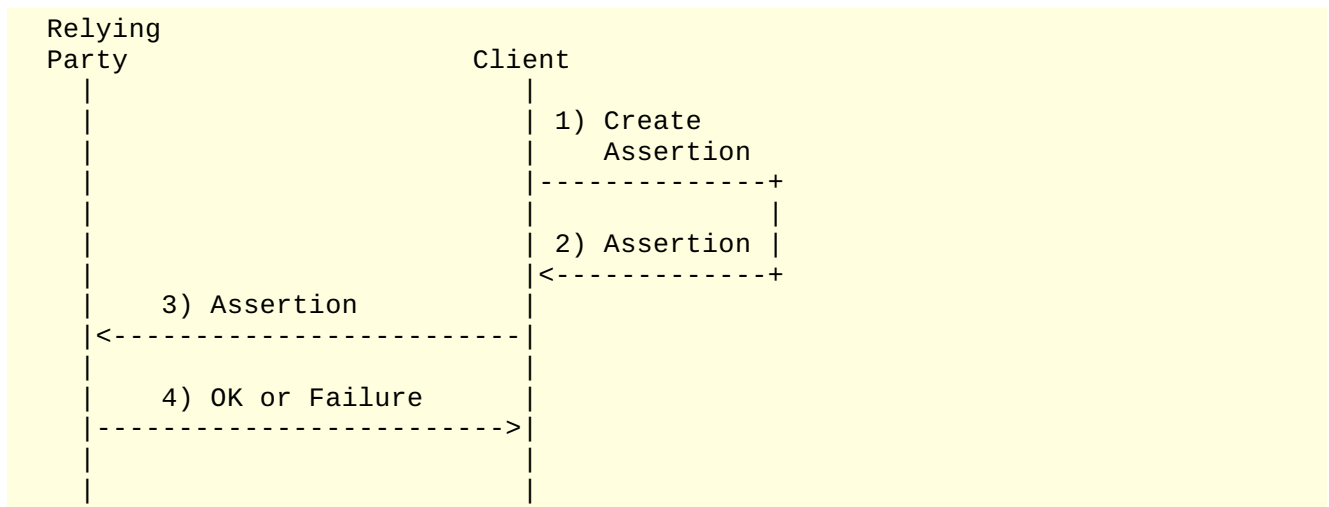 Relying
Party Client
1) Create
Assertion
2) Assertion
3) Assertion
4) OK or Failure